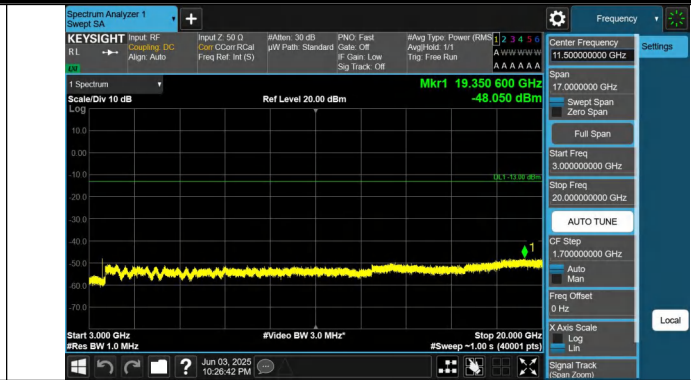 Spectrum Analyzer 1
Swept SA
+
Frequency
KEYSIGHT
RL
Input: RF
Coupling: DC
Align: Auto
Input Z: 50 Ω
Corr CCorr RCal
Freq Ref: Int (S)
#Atten: 30 dB
µW Path: Standard
PNO: Fast
Gate: Off
IF Gain: Low
Sig Track: Off
#Avg Type: Power (RMS
Avg|Hold: 1/1
Trig: Free Run
1 2 3 4 5 6
A W W W W W
A A A A A A
1 Spectrum
Scale/Div 10 dB
Ref Level 20.00 dBm
Mkr1 19.350 600 GHz
-48.050 dBm
Log
10.0
0.00
-10.0
DL1 -13.00 dBm
-20.0
-30.0
-40.0
1
-50.0
-60.0
-70.0
Start 3.000 GHz
#Video BW 3.0 MHz*
Stop 20.000 GHz
#Res BW 1.0 MHz
#Sweep ~1.00 s (40001 pts)
Center Frequency
11.500000000 GHz
Settings
Span
17.0000000 GHz
Swept Span
Zero Span
Full Span
Start Freq
3.000000000 GHz
Stop Freq
20.000000000 GHz
AUTO TUNE
CF Step
1.700000000 GHz
Auto
Man
Freq Offset
0 Hz
X Axis Scale
Log
Lin
Local
Signal Track
(Span Zoom)
?
Jun 03, 2025
10:26:42 PM